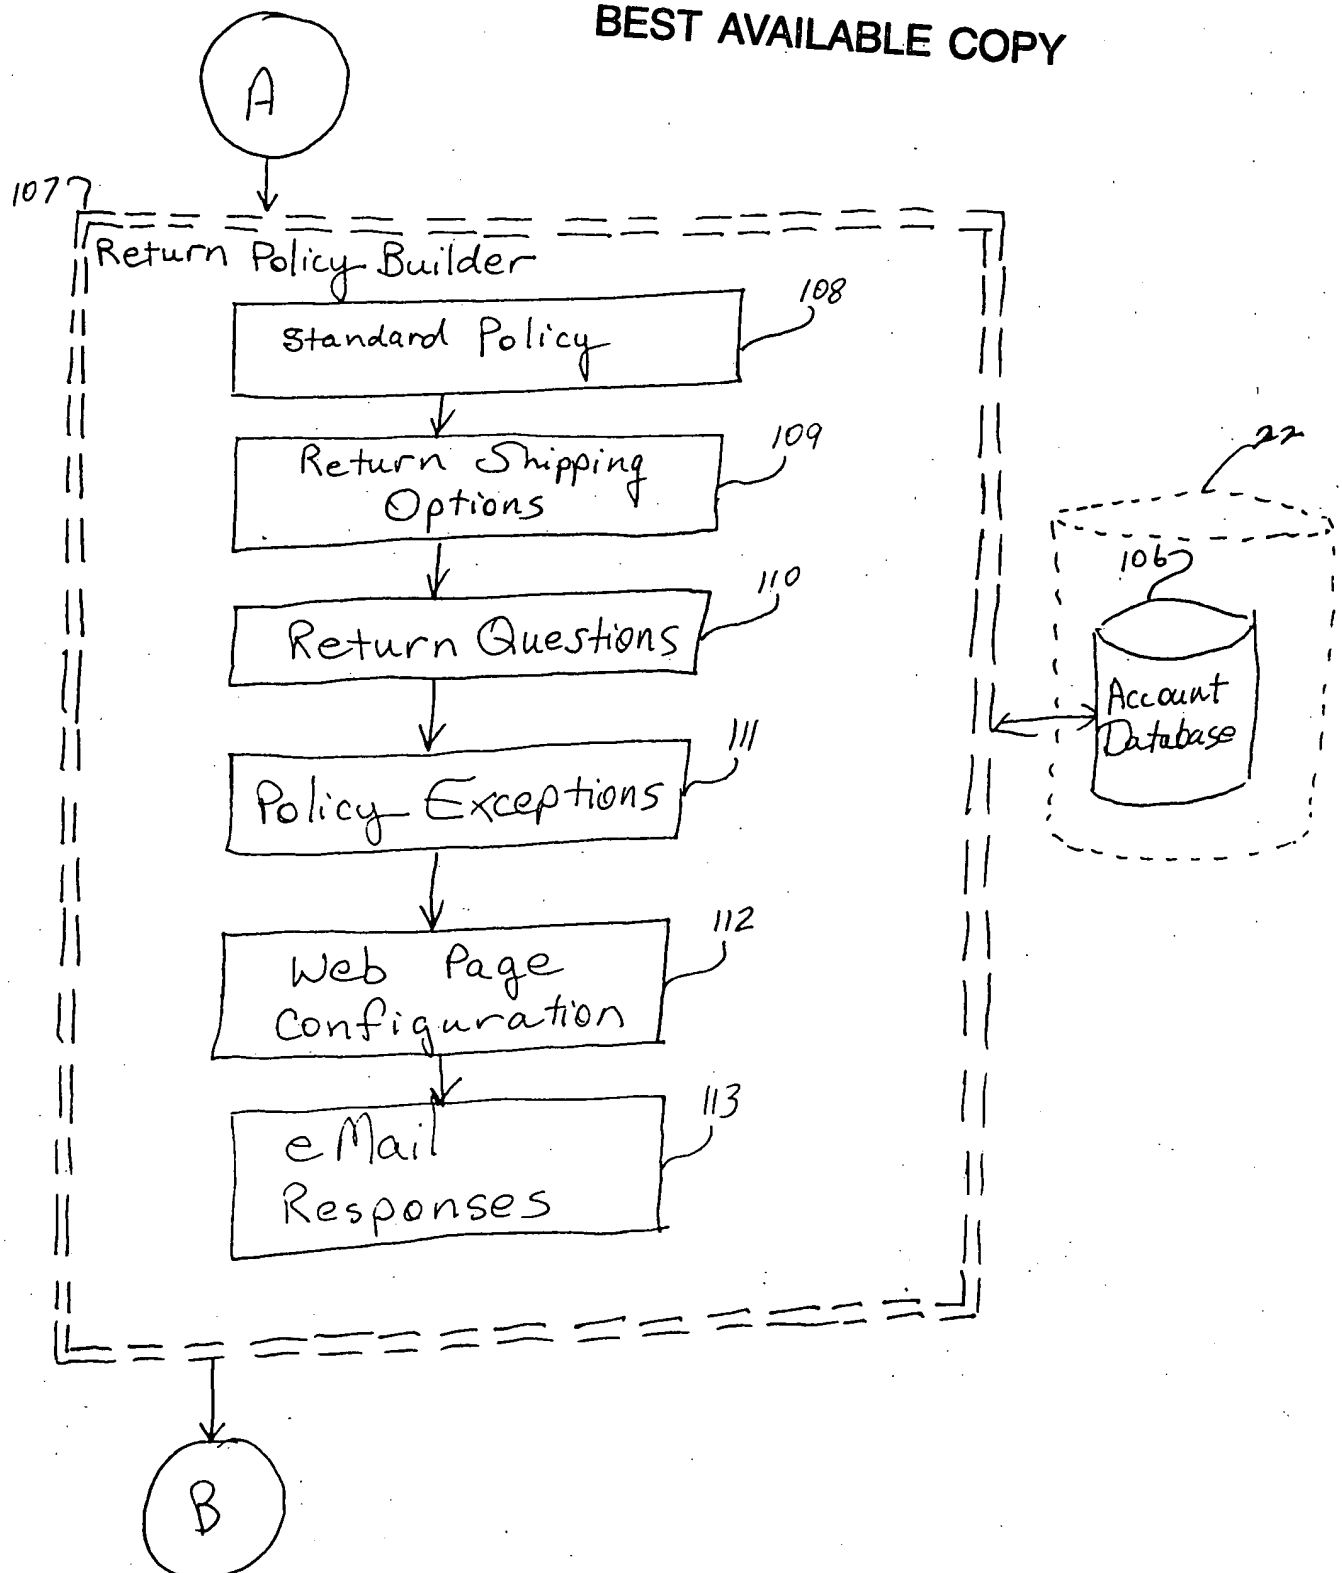 BEST AVAILABLE COPY
A
107
Return Policy Builder
108
Standard Policy
109
Return Shipping
Options
22
110
Return Questions
106
Account
Database
111
Policy Exceptions
112
Web Page
Configuration
113
eMail
Responses
B